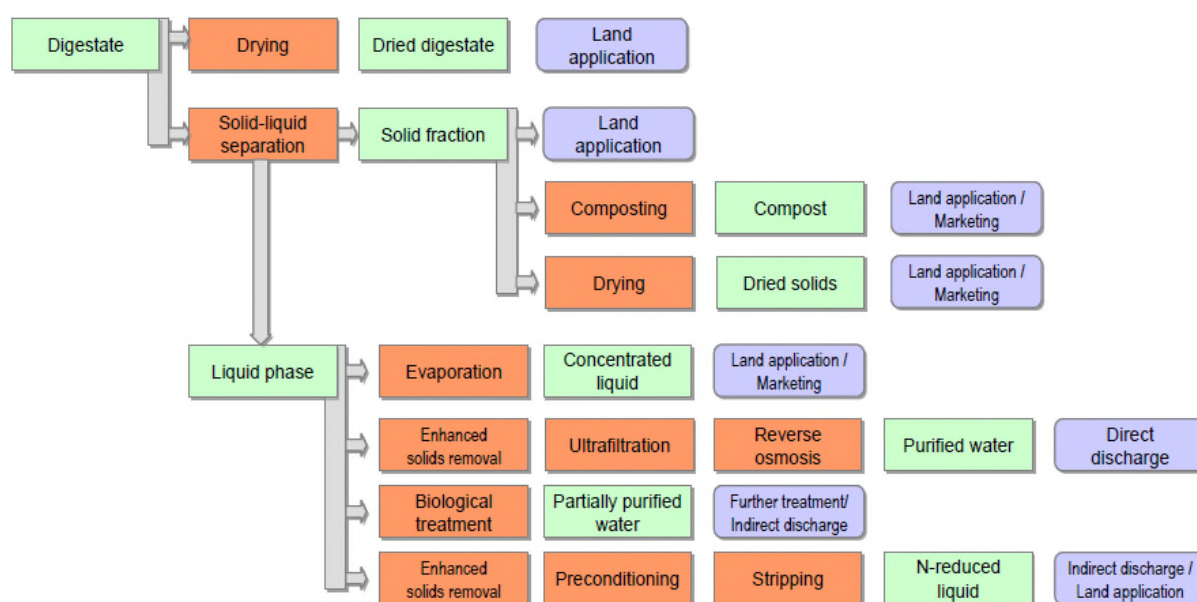 Digestate
Drying
Dried digestate
Land
application
Solid-liquid
separation
Solid fraction
Land
application
Composting
Compost
Land application /
Marketing
Drying
Dried solids
Land application /
Marketing
Liquid phase
Evaporation
Concentrated
liquid
Land application /
Marketing
Enhanced
solids removal
Ultrafiltration
Reverse
osmosis
Purified water
Direct
discharge
Biological
treatment
Partially purified
water
Further treatment/
Indirect discharge
Enhanced
solids removal
Preconditioning
Stripping
N-reduced
liquid
Indirect discharge /
Land application